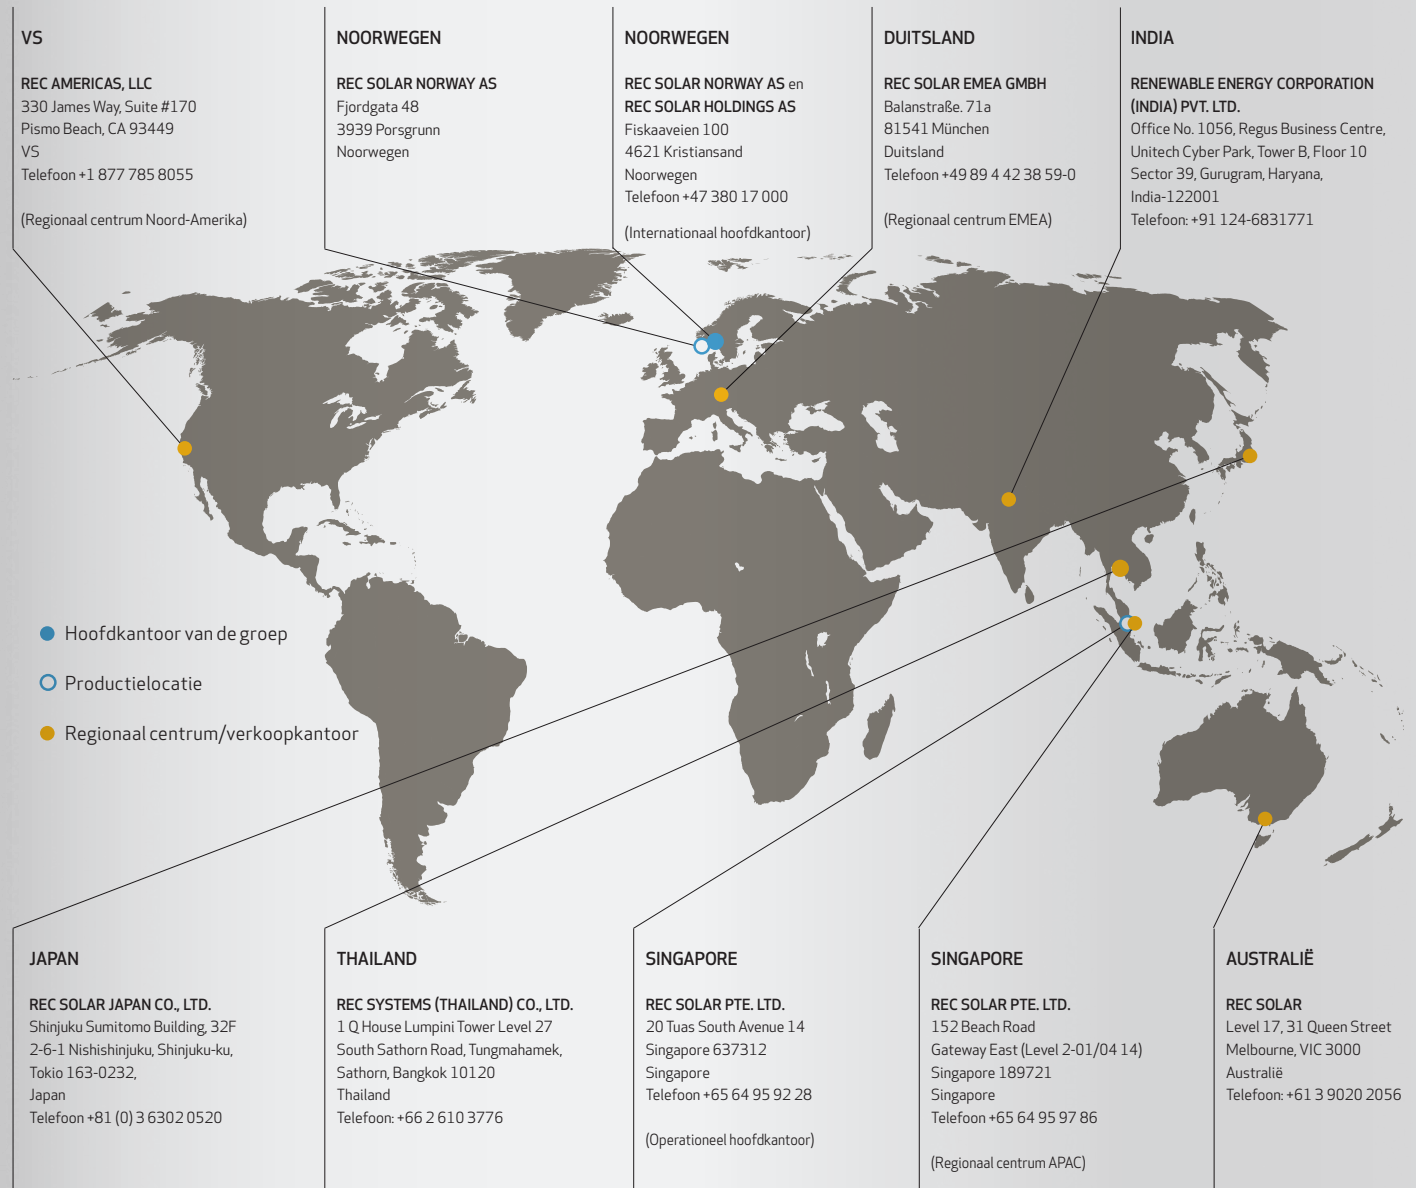 VS
REC AMERICAS, LLC
330 James Way, Suite #170
Pismo Beach, CA 93449
VS
Telefoon +1 877 785 8055
(Regionaal centrum Noord-Amerika)
NOORWEGEN
REC SOLAR NORWAY AS
Fjordgata 48
3939 Porsgrunn
Noorwegen
NOORWEGEN
REC SOLAR NORWAY AS en
REC SOLAR HOLDINGS AS
Fiskaaveien 100
4621 Kristiansand
Noorwegen
Telefoon +47 380 17 000
(Internationaal hoofdkantoor)
DUITSLAND
REC SOLAR EMEA GMBH
Balanstraße. 71a
81541 München
Duitsland
Telefoon +49 89 4 42 38 59-0
(Regionaal centrum EMEA)
INDIA
RENEWABLE ENERGY CORPORATION
(INDIA) PVT. LTD.
Office No. 1056, Regus Business Centre,
Unitech Cyber Park, Tower B, Floor 10
Sector 39, Gurugram, Haryana,
India-122001
Telefoon: +91 124-6831771
Hoofdkantoor van de groep
Productielocatie
Regionaal centrum/verkoopkantoor
JAPAN
REC SOLAR JAPAN CO., LTD.
Shinjuku Sumitomo Building, 32F
2-6-1 Nishishinjuku, Shinjuku-ku,
Tokio 163-0232,
Japan
Telefoon +81 (0) 3 6302 0520
THAILAND
REC SYSTEMS (THAILAND) CO., LTD.
1 Q House Lumpini Tower Level 27
South Sathorn Road, Tungmahamek,
Sathorn, Bangkok 10120
Thailand
Telefoon: +66 2 610 3776
SINGAPORE
REC SOLAR PTE. LTD.
20 Tuas South Avenue 14
Singapore 637312
Singapore
Telefoon +65 64 95 92 28
(Operationeel hoofdkantoor)
SINGAPORE
REC SOLAR PTE. LTD.
152 Beach Road
Gateway East (Level 2-01/04 14)
Singapore 189721
Singapore
Telefoon +65 64 95 97 86
(Regionaal centrum APAC)
AUSTRALIË
REC SOLAR
Level 17, 31 Queen Street
Melbourne, VIC 3000
Australië
Telefoon: +61 3 9020 2056